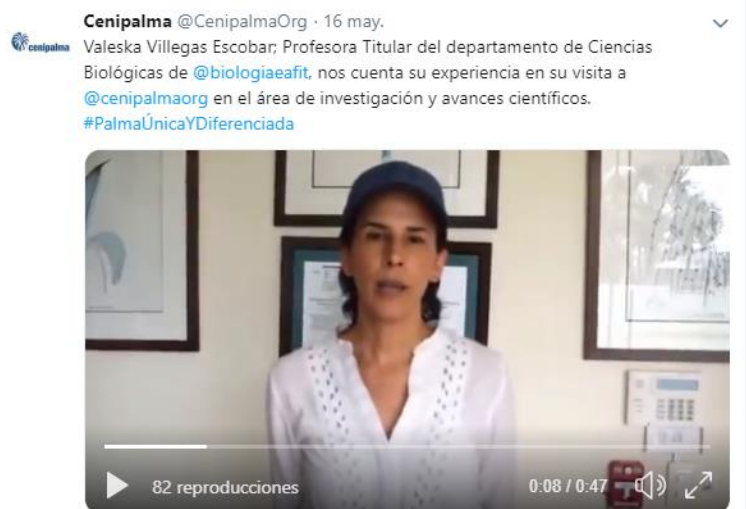 Cenipalma @CenipalmaOrg · 16 may.
cenipalma
Valeska Villegas Escobar; Profesora Titular del departamento de Ciencias
Biológicas de @biologiaeafit, nos cuenta su experiencia en su visita a
@cenipalmaorg en el área de investigación y avances científicos.
#PalmaÚnicaYDiferenciada
82 reproducciones
0:08 / 0:47